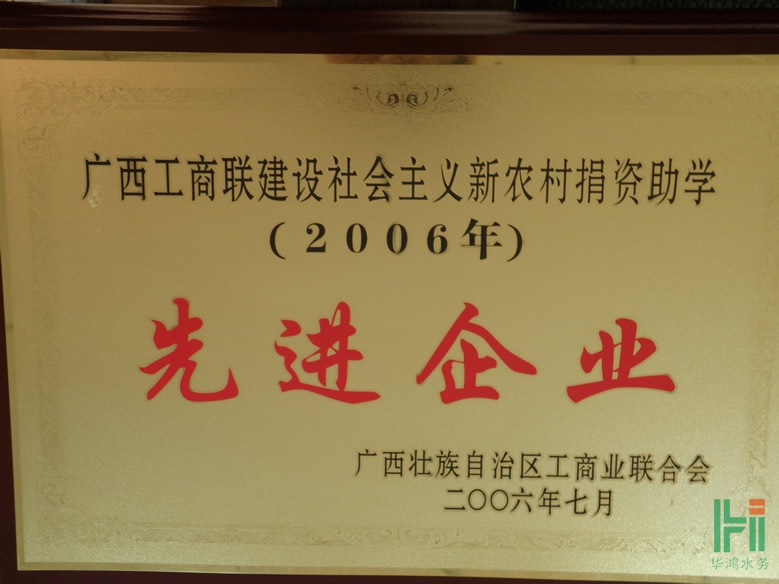 广西工商联建设社会主义新农村捐资助学
(2006年)
先进企业
广西壮族自治区工商业联合会
二〇〇六年七月
华鸿水务